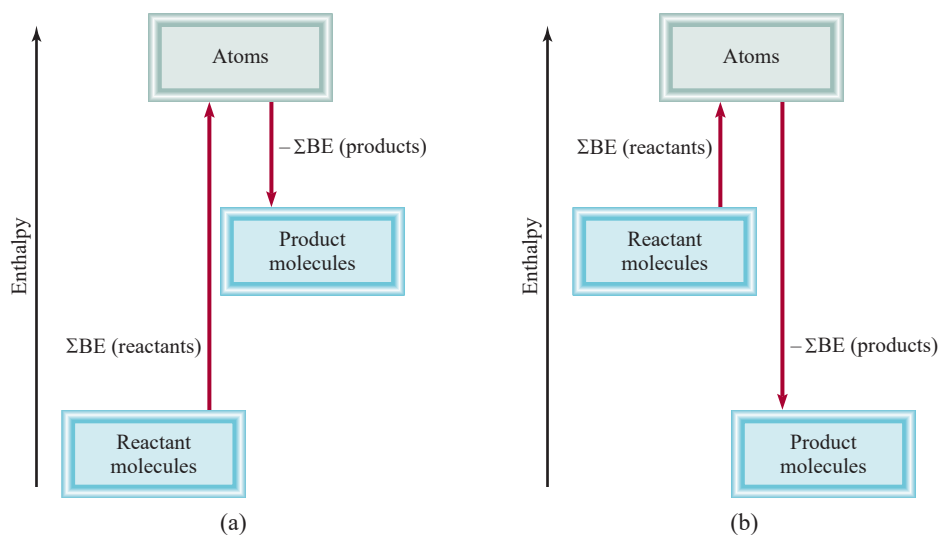 Enthalpy
Atoms
– ΣBE (products)
Product
molecules
ΣBE (reactants)
Reactant
molecules
(a)
Enthalpy
Atoms
ΣBE (reactants)
Reactant
molecules
– ΣBE (products)
Product
molecules
(b)